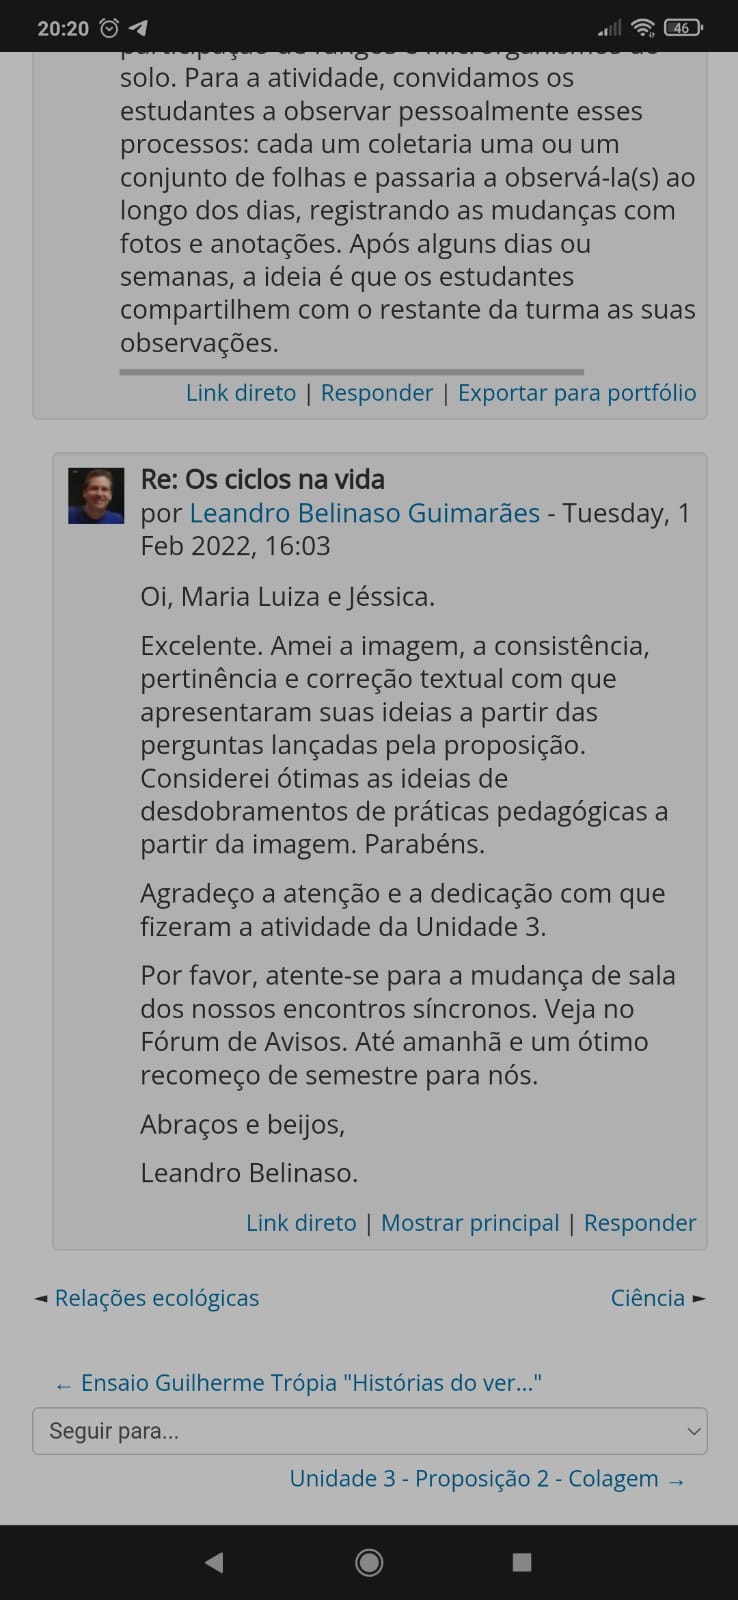 20:20
46
participação de fungos e microrganismos do
solo. Para a atividade, convidamos os
estudantes a observar pessoalmente esses
processos: cada um coletaria uma ou um
conjunto de folhas e passaria a observá-la(s) ao
longo dos dias, registrando as mudanças com
fotos e anotações. Após alguns dias ou
semanas, a ideia é que os estudantes
compartilhem com o restante da turma as suas
observações.
Link direto | Responder | Exportar para portfólio
Re: Os ciclos na vida
por Leandro Belinaso Guimarães - Tuesday, 1
Feb 2022, 16:03
Oi, Maria Luiza e Jéssica.
Excelente. Amei a imagem, a consistência,
pertinência e correção textual com que
apresentaram suas ideias a partir das
perguntas lançadas pela proposição.
Considerei ótimas as ideias de
desdobramentos de práticas pedagógicas a
partir da imagem. Parabéns.
Agradeço a atenção e a dedicação com que
fizeram a atividade da Unidade 3.
Por favor, atente-se para a mudança de sala
dos nossos encontros síncronos. Veja no
Fórum de Avisos. Até amanhã e um ótimo
recomeço de semestre para nós.
Abraços e beijos,
Leandro Belinaso.
Link direto | Mostrar principal | Responder
◄ Relações ecológicas
Ciência ►
← Ensaio Guilherme Trópia "Histórias do ver..."
Seguir para...
Unidade 3 - Proposição 2 - Colagem →